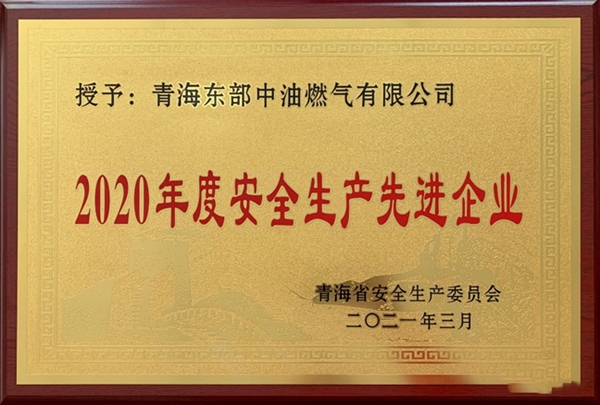 授予：青海东部中油燃气有限公司
2020年度安全生产先进企业
青海省安全生产委员会
二〇二一年三月